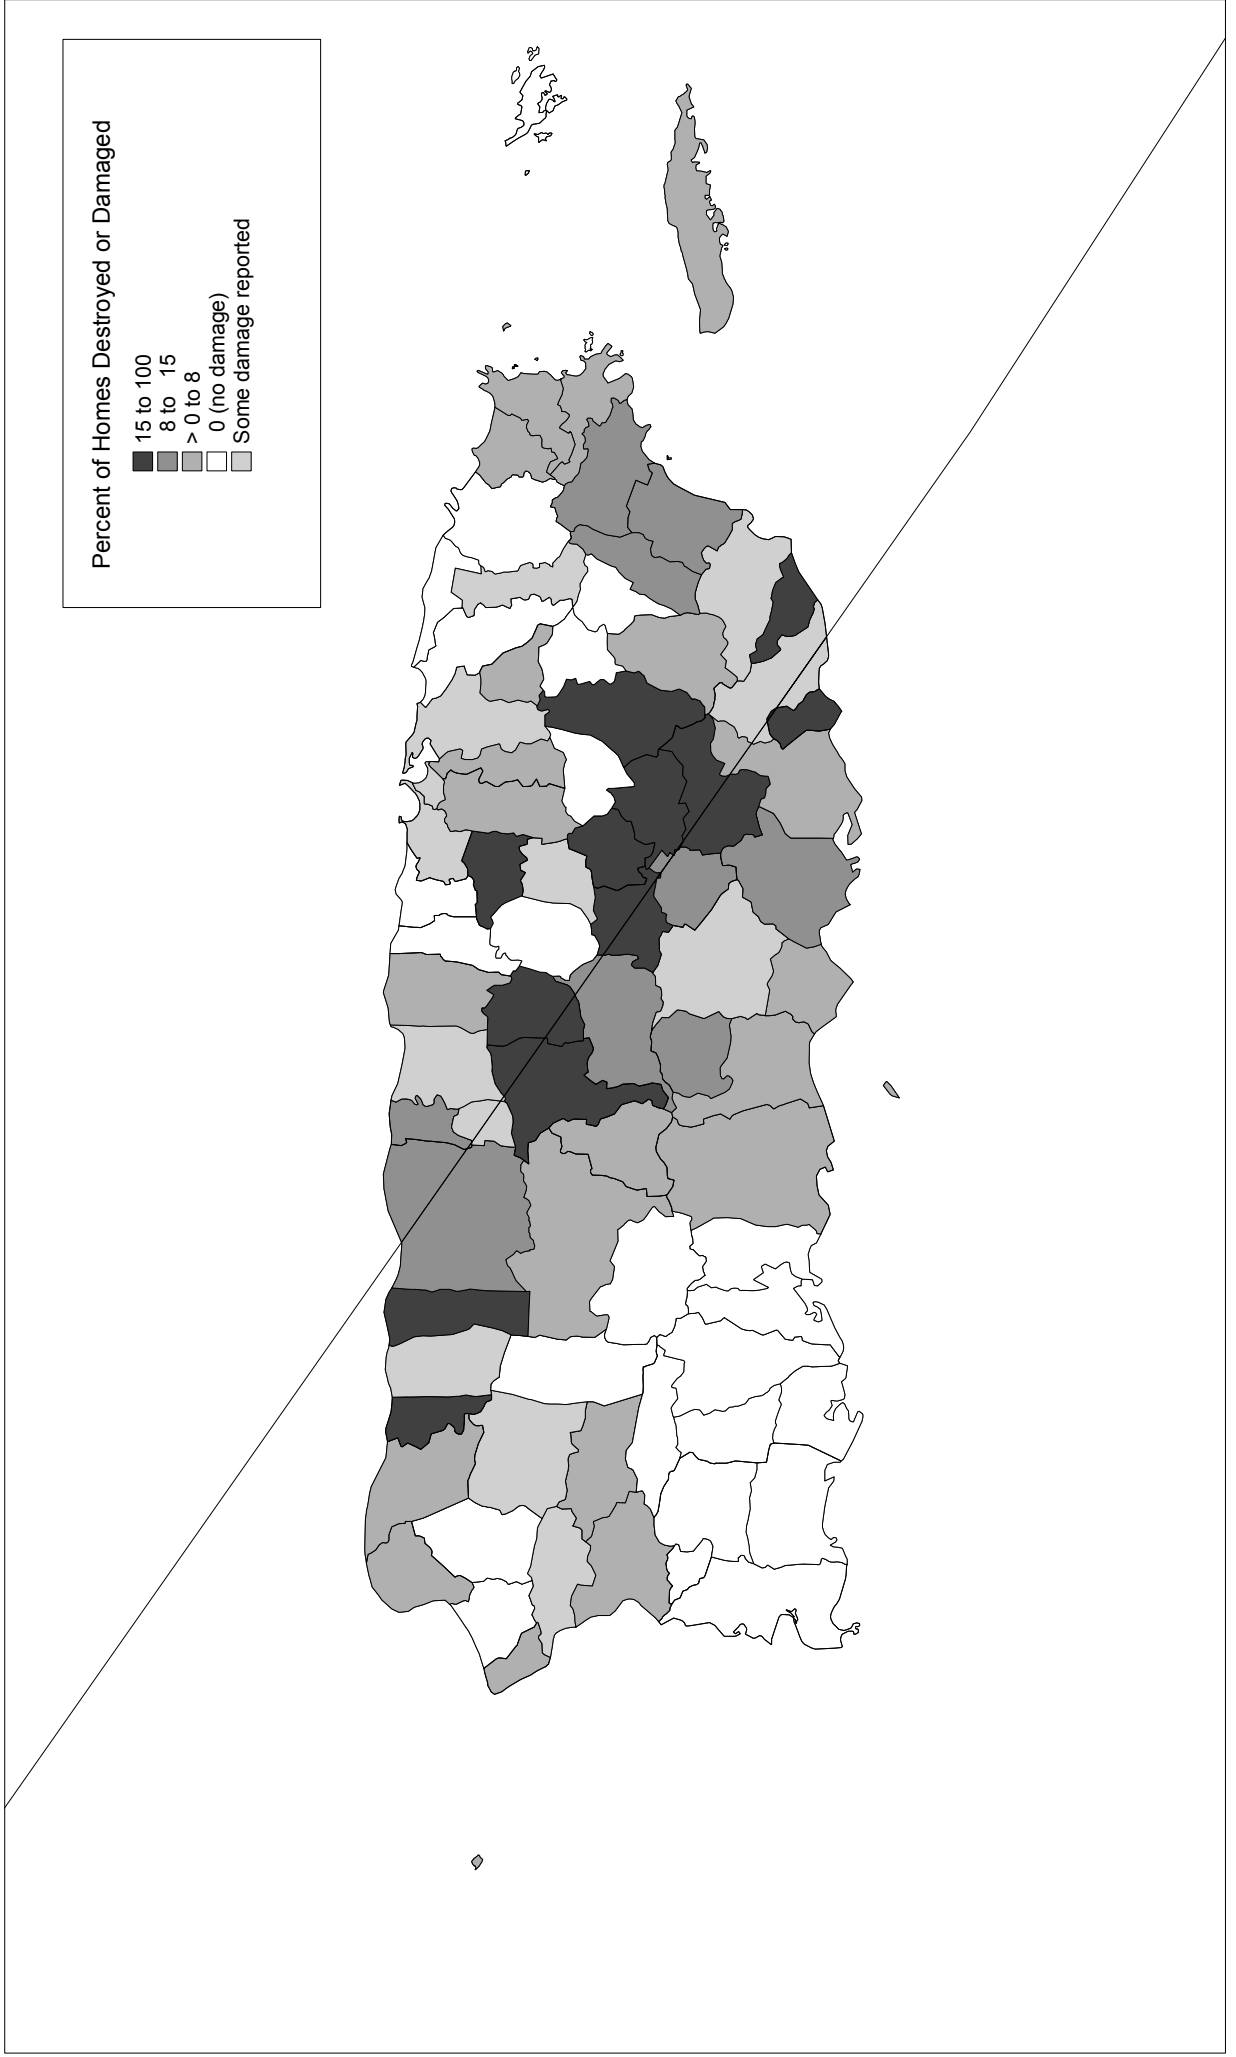 Percent of Homes Destroyed or Damaged
15 to 100
8 to 15
> 0 to 8
0 (no damage)
Some damage reported